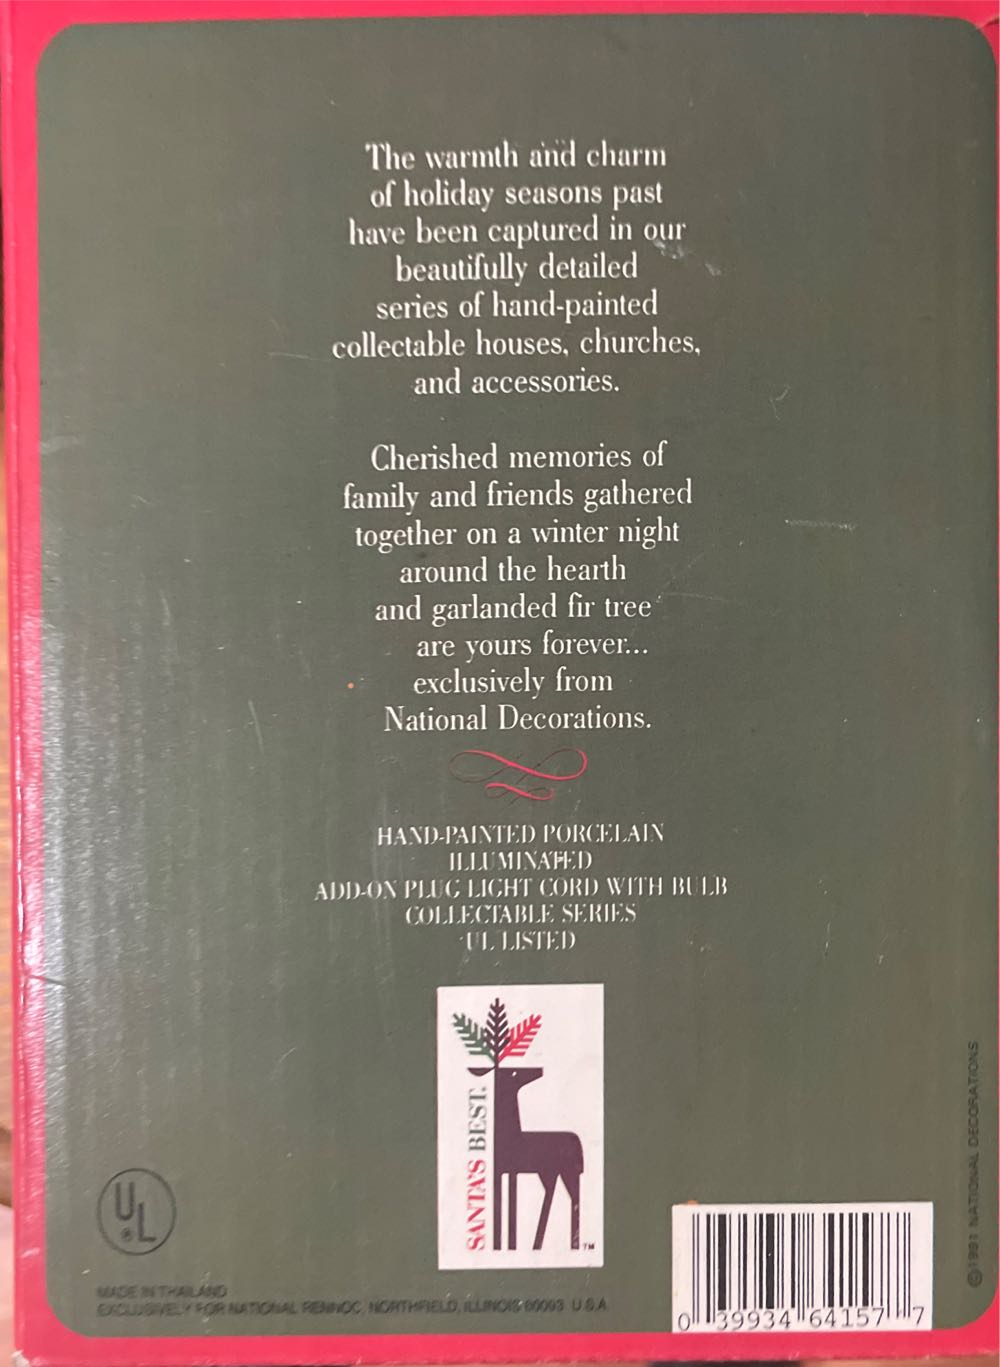 The warmth and charm
of holiday seasons past
have been captured in our
beautifully detailed
series of hand-painted
collectable houses, churches,
and accessories.
Cherished memories of
family and friends gathered
together on a winter night
around the hearth
and garlanded fir tree
are yours forever...
exclusively from
National Decorations.
HAND-PAINTED PORCELAIN
ILLUMINATED
ADD-ON PLUG LIGHT CORD WITH BULB
COLLECTABLE SERIES
UL LISTED
SANTA'S BEST.
TM
UL
®
MADE IN THAILAND
EXCLUSIVELY FOR NATIONAL RENNOC, NORTHFIELD, ILLINOIS 60093 U.S.A.
0 39934 64157 7
©1991 NATIONAL DECORATIONS